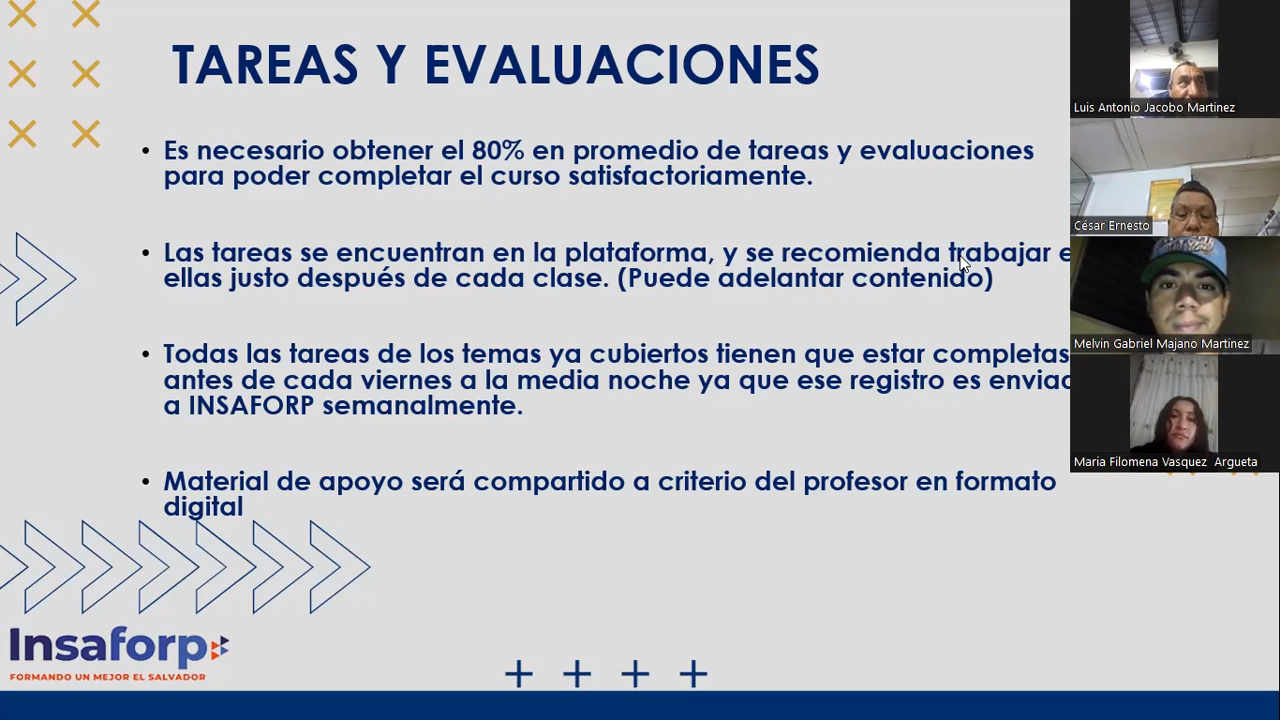 TAREAS Y EVALUACIONES
• Es necesario obtener el 80% en promedio de tareas y evaluaciones
para poder completar el curso satisfactoriamente.
• Las tareas se encuentran en la plataforma, y se recomienda trabajar e
ellas justo después de cada clase. (Puede adelantar contenido)
• Todas las tareas de los temas ya cubiertos tienen que estar completas
antes de cada viernes a la media noche ya que ese registro es enviad
a INSAFORP semanalmente.
• Material de apoyo será compartido a criterio del profesor en formato
digital
Insaforp
FORMANDO UN MEJOR EL SALVADOR
Luis Antonio Jacobo Martinez
César Ernesto
Melvin Gabriel Majano Martinez
Maria Filomena Vasquez Argueta